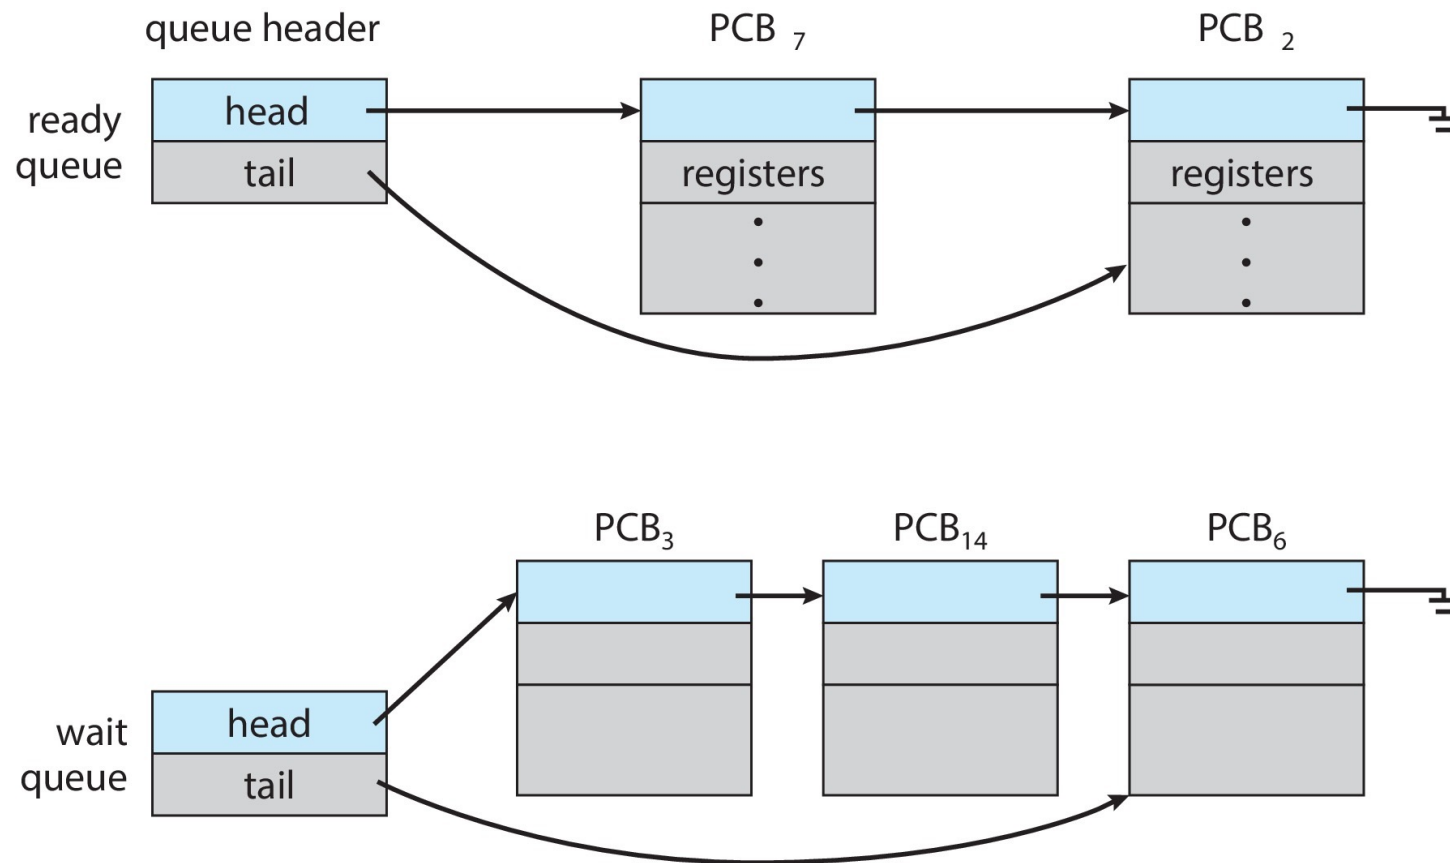 queue header
PCB 7
PCB 2
ready
queue
head
tail
registers
registers
PCB3
PCB14
PCB6
wait
queue
head
tail